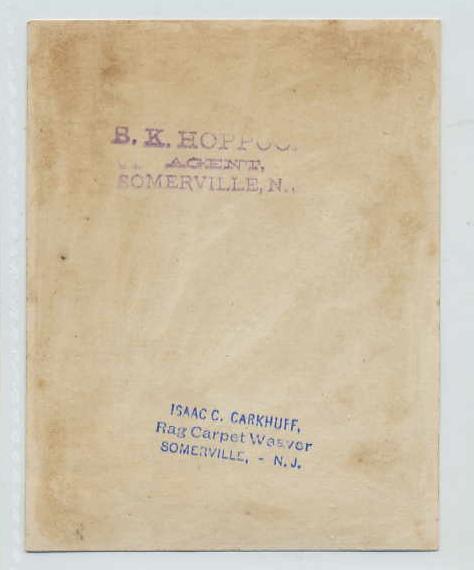 S. K.
AGENT,
SOMERVILLE, N.
ISAAC C. CARKHUFF,
Rag Carpet Weaver
SOMERVILLE, - N. J.